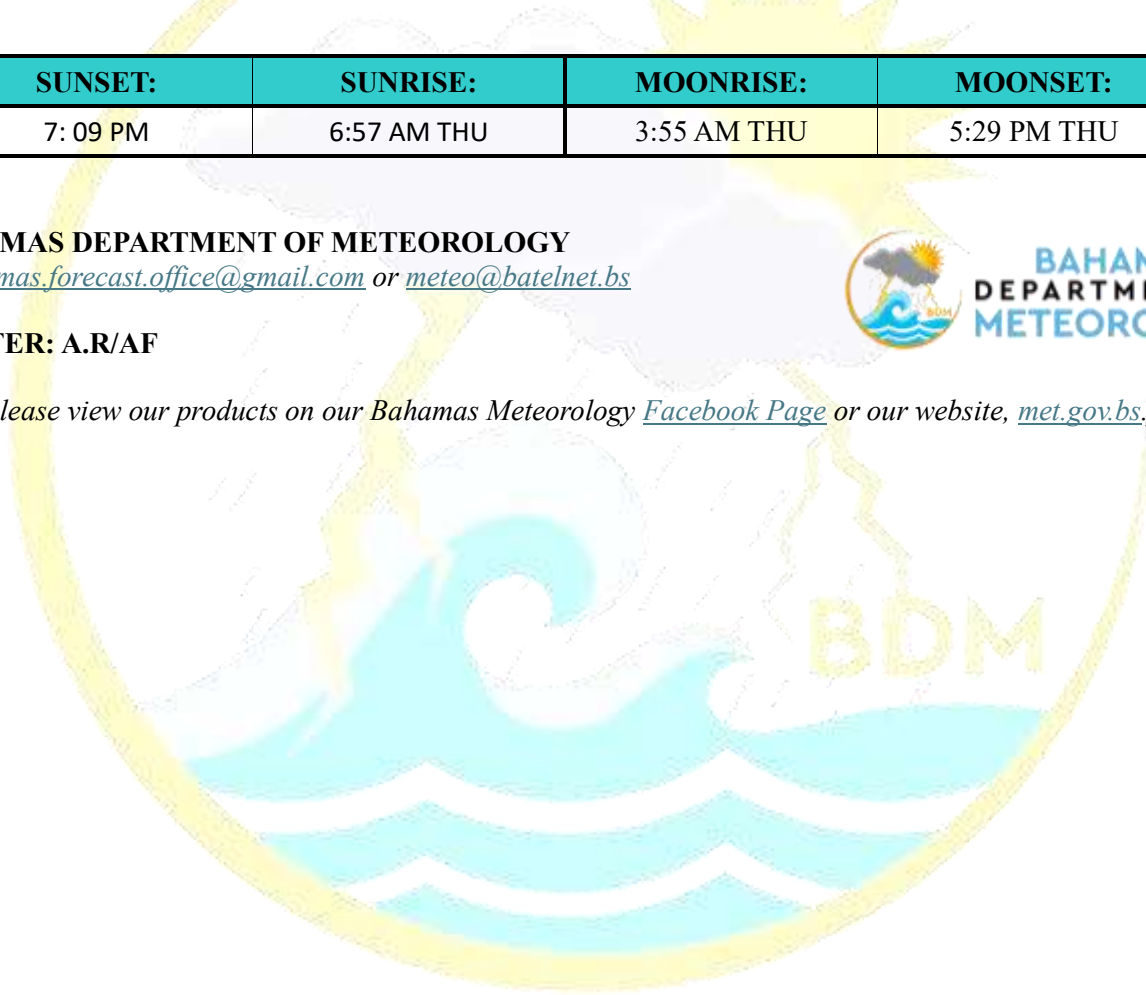 SUNSET: SUNRISE: MOONRISE: MOONSET:
7: 09 PM 6:57 AM THU 3:55 AM THU 5:29 PM THU
MAS DEPARTMENT OF METEOROLOGY
mas.forecast.office@gmail.com or meteo@batelnet.bs
BAHAM
DEPARTME
METEORO
TER: A.R/AF
lease view our products on our Bahamas Meteorology Facebook Page or our website, met.gov.bs.
BDM